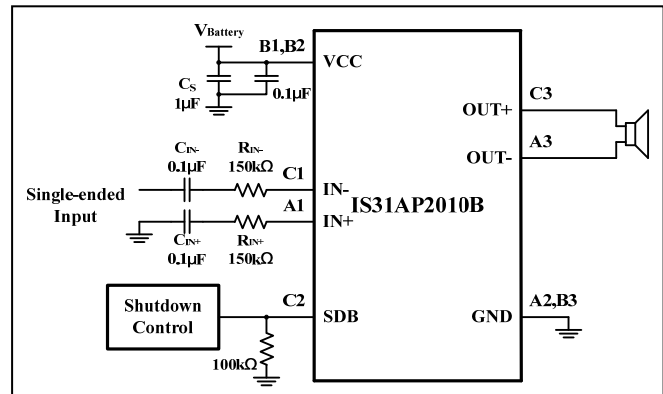 VBattery
B1,B2
VCC
CS
1μF
0.1μF
C3
OUT+
A3
OUT-
CIN-
0.1μF
RIN-
150kΩ
C1
IN-
Single-ended
Input
A1
IN+
IS31AP2010B
CIN+
0.1μF
RIN+
150kΩ
Shutdown
Control
C2
SDB
A2,B3
GND
100kΩ